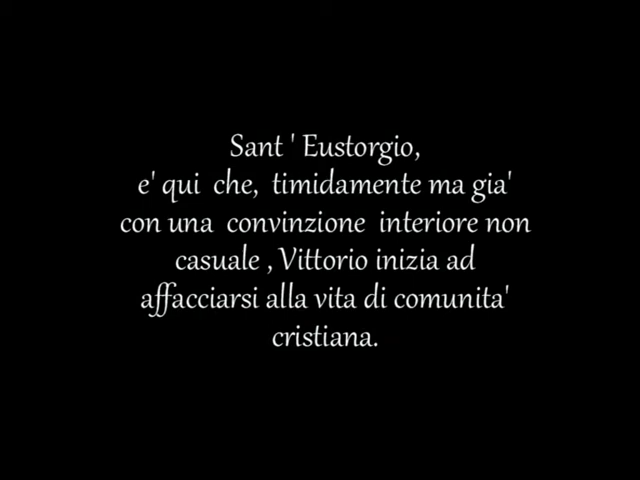 Sant ' Eustorgio,
e' qui che, timidamente ma gia'
con una convinzione interiore non
casuale , Vittorio inizia ad
affacciarsi alla vita di comunita'
cristiana.